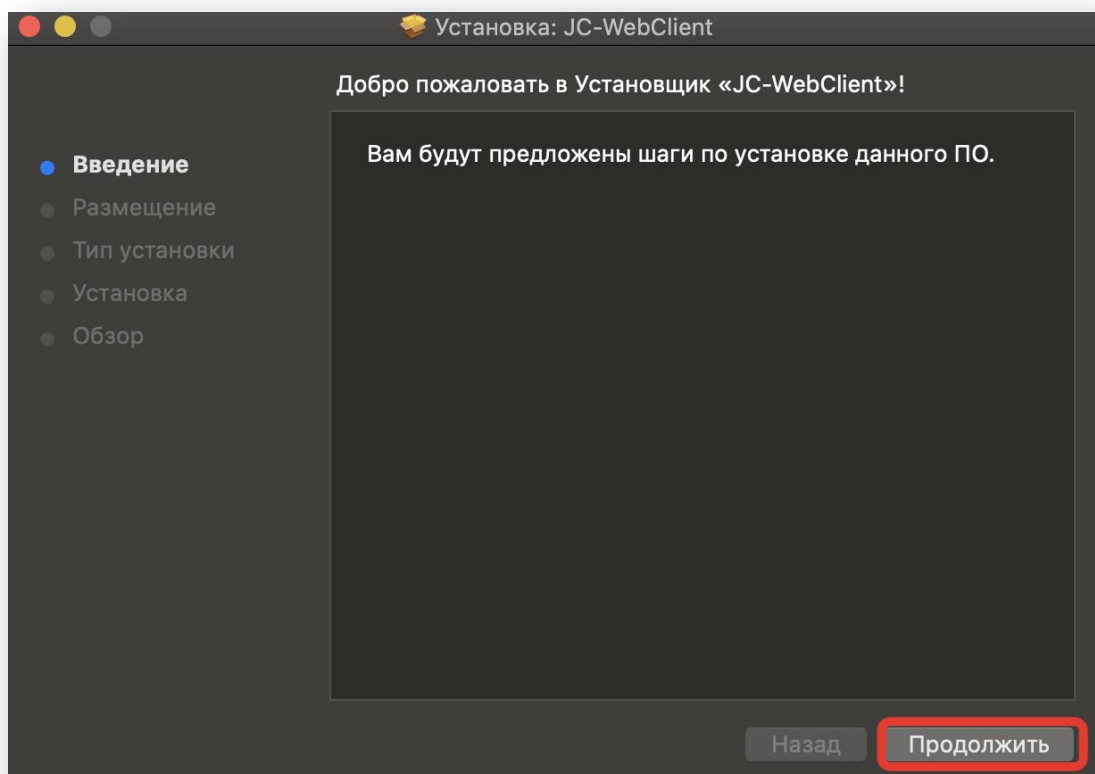 Установка: JC-WebClient
Добро пожаловать в Установщик «JC-WebClient»!
Введение
Размещение
Тип установки
Установка
Обзор
Вам будут предложены шаги по установке данного ПО.
Назад
Продолжить